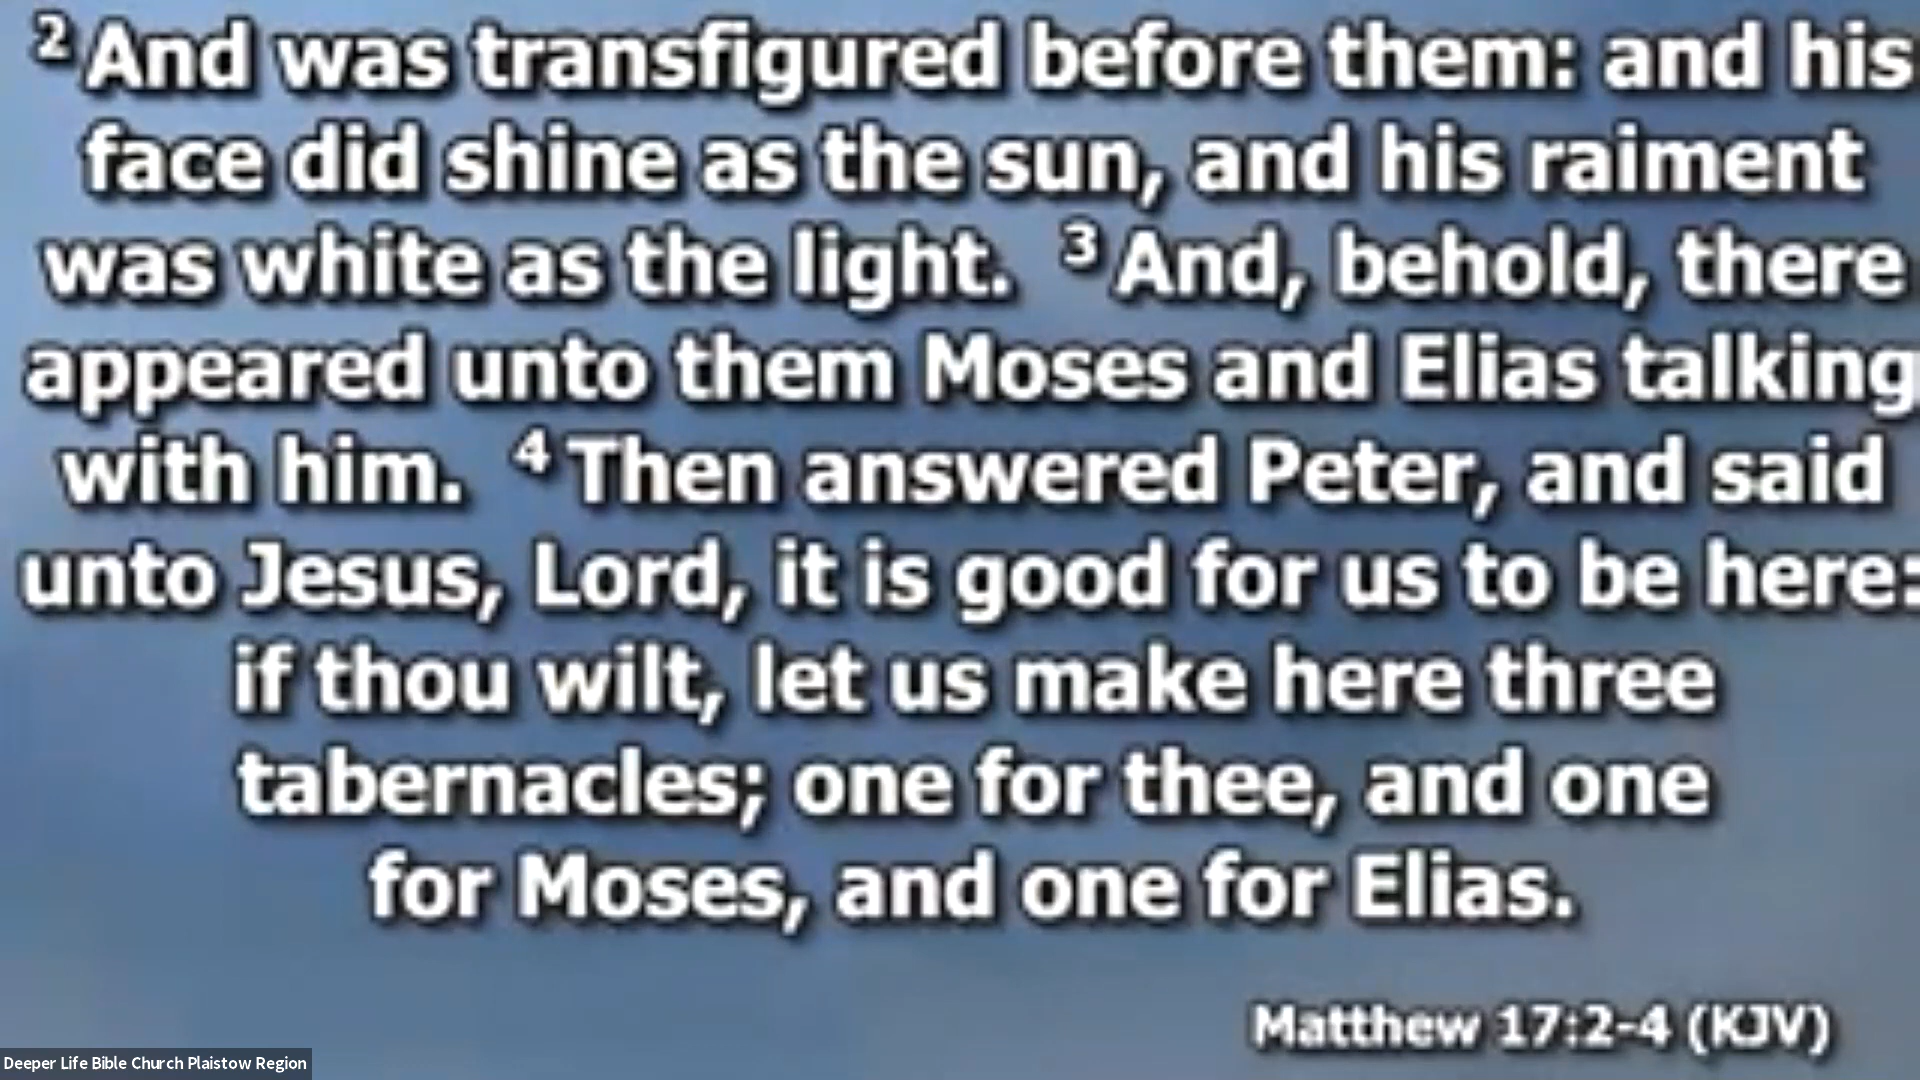 2 And was transfigured before them: and his
face did shine as the sun, and his raiment
was white as the light. 3 And, behold, there
appeared unto them Moses and Elias talking
with him. 4 Then answered Peter, and said
unto Jesus, Lord, it is good for us to be here:
if thou wilt, let us make here three
tabernacles; one for thee, and one
for Moses, and one for Elias.
Matthew 17:2-4 (KJV)
Deeper Life Bible Church Plaistow Region